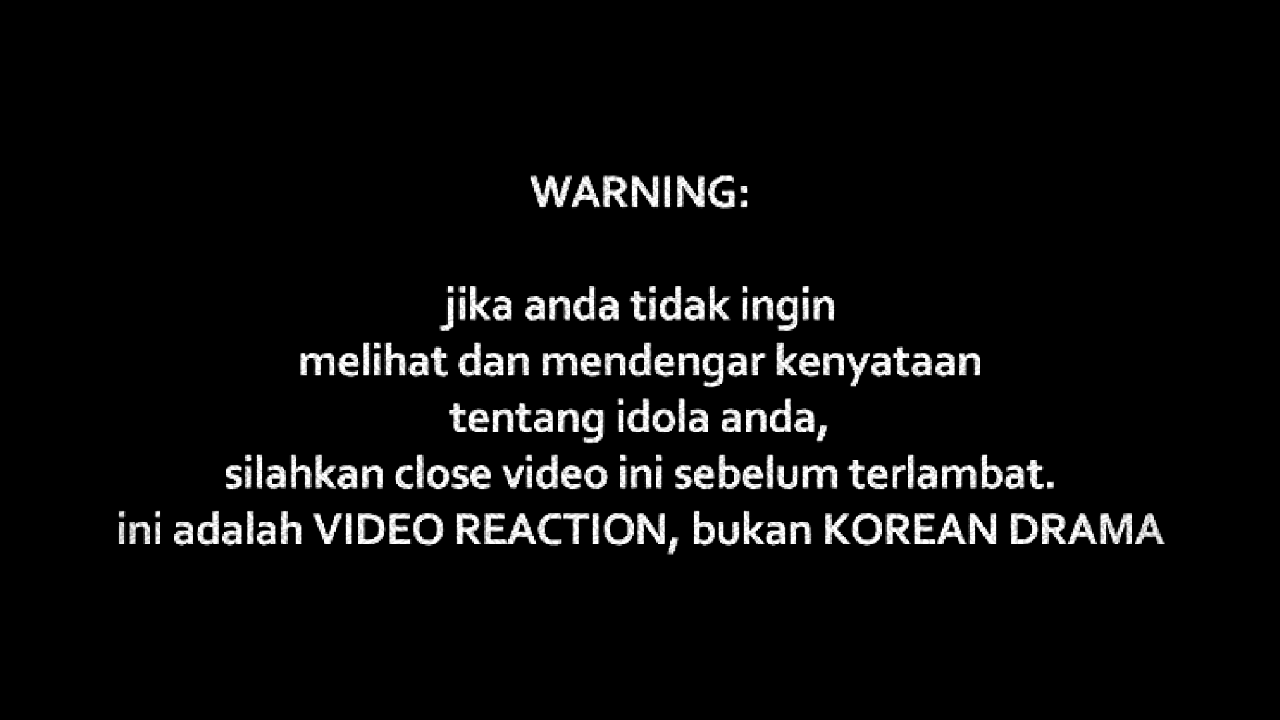 WARNING:
jika anda tidak ingin
melihat dan mendengar kenyataan
tentang idola anda,
silahkan close video ini sebelum terlambat.
ini adalah VIDEO REACTION, bukan KOREAN DRAMA